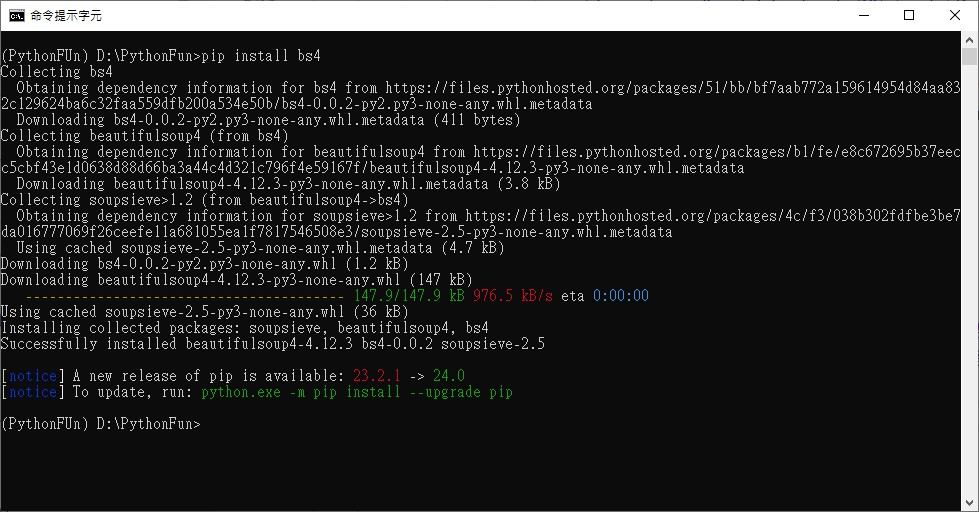 命令提示字元
(PythonFUn) D:\PythonFun>pip install bs4
Collecting bs4
  Obtaining dependency information for bs4 from https://files.pythonhosted.org/packages/51/bb/bf7aab772a159614954d84aa83
2c129624ba6c32faa559dfb200a534e50b/bs4-0.0.2-py2.py3-none-any.whl.metadata
  Downloading bs4-0.0.2-py2.py3-none-any.whl.metadata (411 bytes)
Collecting beautifulsoup4 (from bs4)
  Obtaining dependency information for beautifulsoup4 from https://files.pythonhosted.org/packages/b1/fe/e8c672695b37eec
c5cbf43e1d0638d88d66ba3a44c4d321c796f4e59167f/beautifulsoup4-4.12.3-py3-none-any.whl.metadata
  Downloading beautifulsoup4-4.12.3-py3-none-any.whl.metadata (3.8 kB)
Collecting soupsieve>1.2 (from beautifulsoup4->bs4)
  Obtaining dependency information for soupsieve>1.2 from https://files.pythonhosted.org/packages/4c/f3/038b302fdfbe3be7
da016777069f26ceefe11a681055ea1f7817546508e3/soupsieve-2.5-py3-none-any.whl.metadata
  Using cached soupsieve-2.5-py3-none-any.whl.metadata (4.7 kB)
Downloading bs4-0.0.2-py2.py3-none-any.whl (1.2 kB)
Downloading beautifulsoup4-4.12.3-py3-none-any.whl (147 kB)
   ---------------------------------------- 147.9/147.9 kB 976.5 kB/s eta 0:00:00
Using cached soupsieve-2.5-py3-none-any.whl (36 kB)
Installing collected packages: soupsieve, beautifulsoup4, bs4
Successfully installed beautifulsoup4-4.12.3 bs4-0.0.2 soupsieve-2.5
[notice] A new release of pip is available: 23.2.1 -> 24.0
[notice] To update, run: python.exe -m pip install --upgrade pip
(PythonFUn) D:\PythonFun>